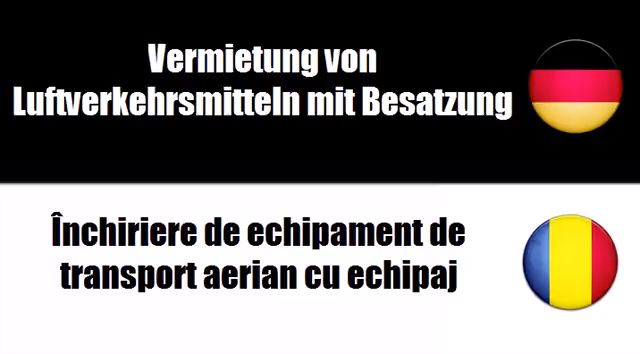 Vermietung von
Luftverkehrsmitteln mit Besatzung
Închiriere de echipament de
transport aerian cu echipaj